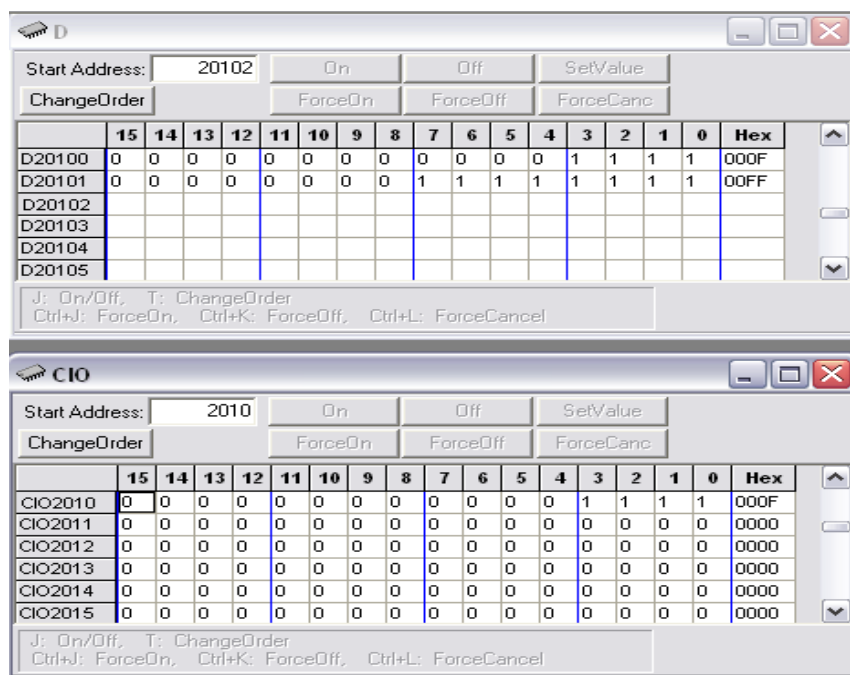 D
Start Address: 20102 On Off SetValue
ChangeOrder ForceOn ForceOff ForceCanc
15 14 13 12 11 10 9 8 7 6 5 4 3 2 1 0 Hex
D20100 0 0 0 0 0 0 0 0 0 0 0 0 1 1 1 1 000F
D20101 0 0 0 0 0 0 0 0 1 1 1 1 1 1 1 1 00FF
D20102
D20103
D20104
D20105
J: On/Off, T: ChangeOrder
Ctrl+J: ForceOn, Ctrl+K: ForceOff, Ctrl+L: ForceCancel
CIO
Start Address: 2010 On Off SetValue
ChangeOrder ForceOn ForceOff ForceCanc
15 14 13 12 11 10 9 8 7 6 5 4 3 2 1 0 Hex
CIO2010 0 0 0 0 0 0 0 0 0 0 0 0 1 1 1 1 000F
CIO2011 0 0 0 0 0 0 0 0 0 0 0 0 0 0 0 0 0000
CIO2012 0 0 0 0 0 0 0 0 0 0 0 0 0 0 0 0 0000
CIO2013 0 0 0 0 0 0 0 0 0 0 0 0 0 0 0 0 0000
CIO2014 0 0 0 0 0 0 0 0 0 0 0 0 0 0 0 0 0000
CIO2015 0 0 0 0 0 0 0 0 0 0 0 0 0 0 0 0 0000
J: On/Off, T: ChangeOrder
Ctrl+J: ForceOn, Ctrl+K: ForceOff, Ctrl+L: ForceCancel